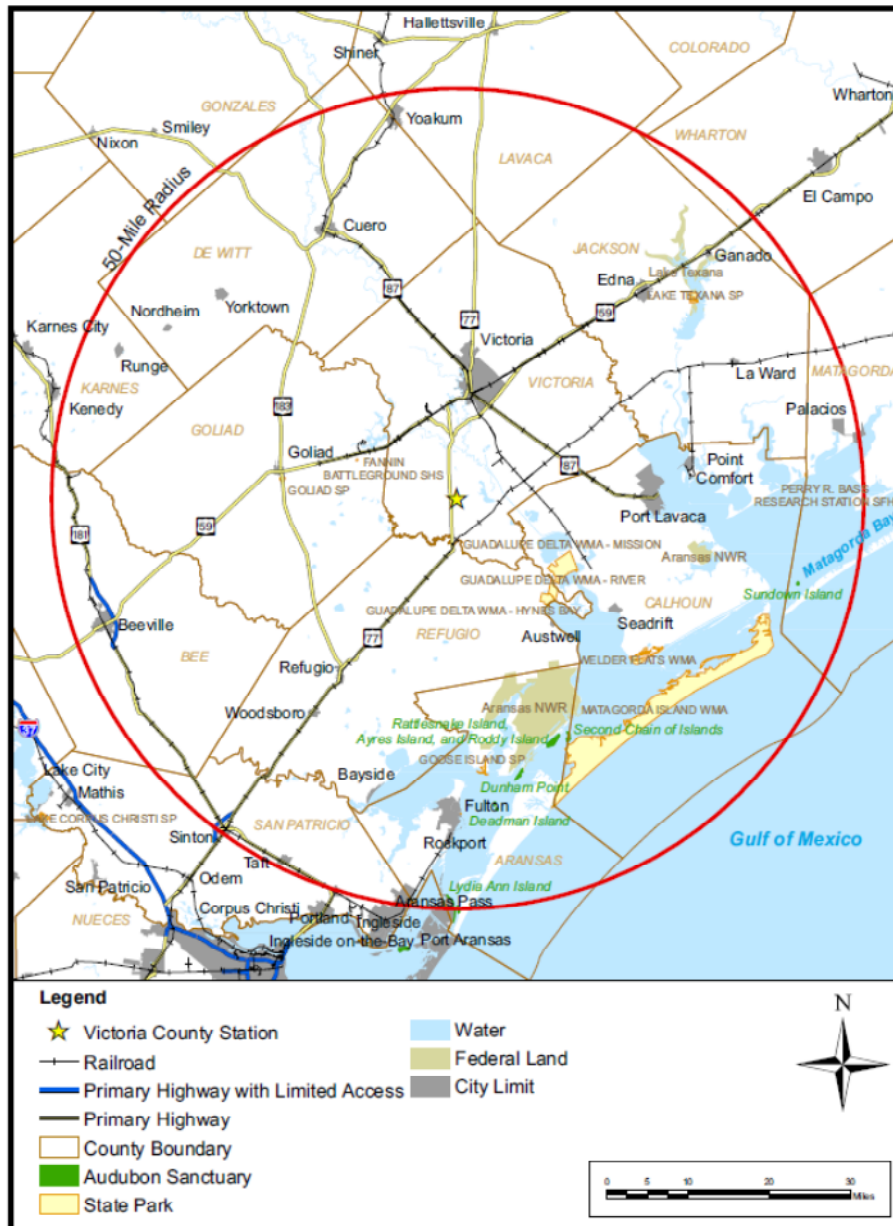 Hallettsville
Shiner
COLORADO
Wharton
GONZALES
Yoakum
Smiley
Nixon
WHARTON
LAVACA
El Campo
50-Mile Radius
Cuero
DE WITT
JACKSON
Ganado
Edna
Lake Texana
LAKE TEXANA SP
87
Yorktown
Nordheim
59
77
Karnes City
Runge
Victoria
La Ward
MATAGORDA
KARNES
VICTORIA
Kenedy
183
Palacios
GOLIAD
Goliad
FANNIN
BATTLEGROUND SHS
GOLIAD SP
87
Point
Comfort
PERRY R. BASS
RESEARCH STATION SFH
Port Lavaca
59
181
Matagorda Bay
GUADALUPE DELTA WMA - MISSION
Aransas NWR
GUADALUPE DELTA WMA - RIVER
Sundown Island
GUADALUPE DELTA WMA - HYNES BAY
CALHOUN
Beeville
Seadrift
REFUGIO
77
Austwell
BEE
WELDER FLATS WMA
Refugio
Aransas NWR
MATAGORDA ISLAND WMA
Woodsboro
Rattlesnake Island,
Ayres Island, and Roddy Island
Second Chain of Islands
37
GOOSE ISLAND SP
Lake City
Bayside
Dunham Point
Mathis
Fulton
LAKE CORPUS CHRISTI SP
Deadman Island
SAN PATRICIO
Sinton
Rockport
Gulf of Mexico
Taft
ARANSAS
San Patricio
Odem
Lydia Ann Island
NUECES
Corpus Christi
Aransas Pass
Portland
Ingleside
Ingleside on-the-Bay
Port Aransas
Legend
Victoria County Station
Railroad
Primary Highway with Limited Access
Primary Highway
County Boundary
Audubon Sanctuary
State Park
Water
Federal Land
City Limit
N
0 5 10 20 30
Miles